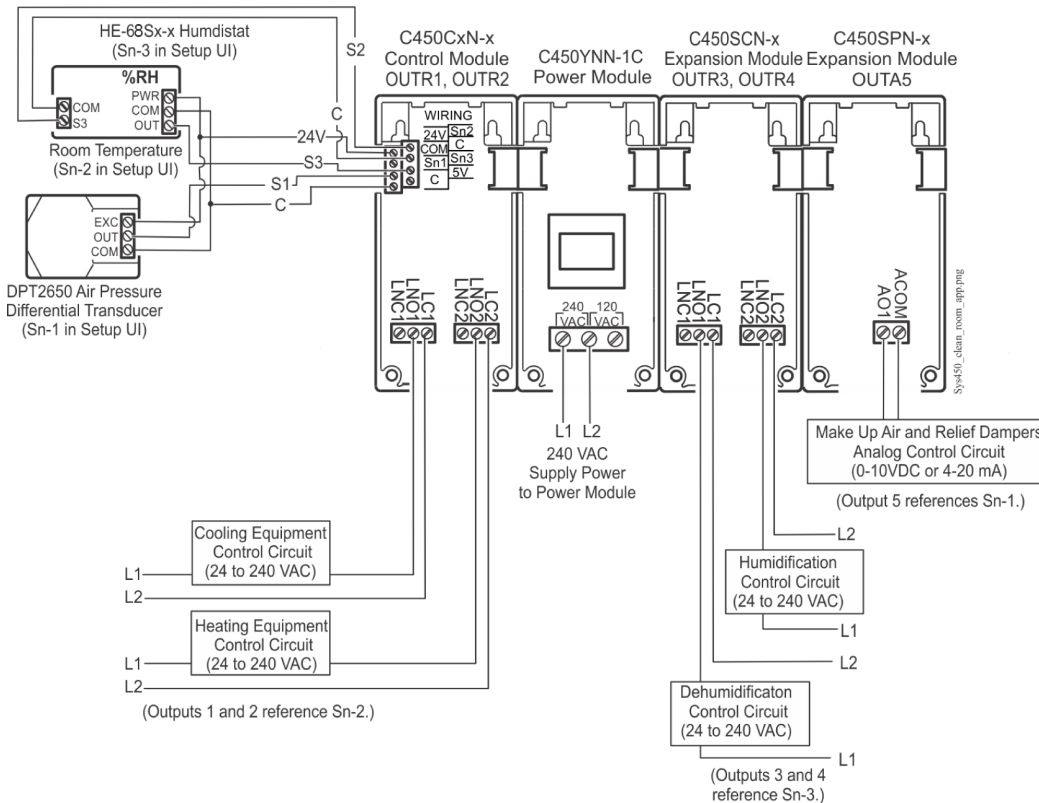 HE-68Sx-x Humdistat
(Sn-3 in Setup UI)
%RH
PWR
COM
OUT
COM
S3
Room Temperature
(Sn-2 in Setup UI)
EXC
OUT
COM
DPT2650 Air Pressure
Differential Transducer
(Sn-1 in Setup UI)
S2
C
24V
S3
S1
C
C450CxN-x
Control Module
OUTR1, OUTR2
WIRING
24V Sn2
COM C
Sn1 Sn3
C 5V
LNC1
LNO1
LC1
LNC2
LNO2
LC2
C450YNN-1C
Power Module
240 VAC
120 VAC
L1 L2
240 VAC
Supply Power
to Power Module
C450SCN-x
Expansion Module
OUTR3, OUTR4
LNC1
LNO1
LC1
LNC2
LNO2
LC2
C450SPN-x
Expansion Module
OUTA5
AO1
ACOM
Sys450_clean_room_app.png
Make Up Air and Relief Dampers
Analog Control Circuit
(0-10VDC or 4-20 mA)
(Output 5 references Sn-1.)
Cooling Equipment
Control Circuit
(24 to 240 VAC)
L1
L2
Heating Equipment
Control Circuit
(24 to 240 VAC)
L1
L2
(Outputs 1 and 2 reference Sn-2.)
L2
Humidification
Control Circuit
(24 to 240 VAC)
L1
L2
Dehumidificaton
Control Circuit
(24 to 240 VAC)
L1
(Outputs 3 and 4
reference Sn-3.)